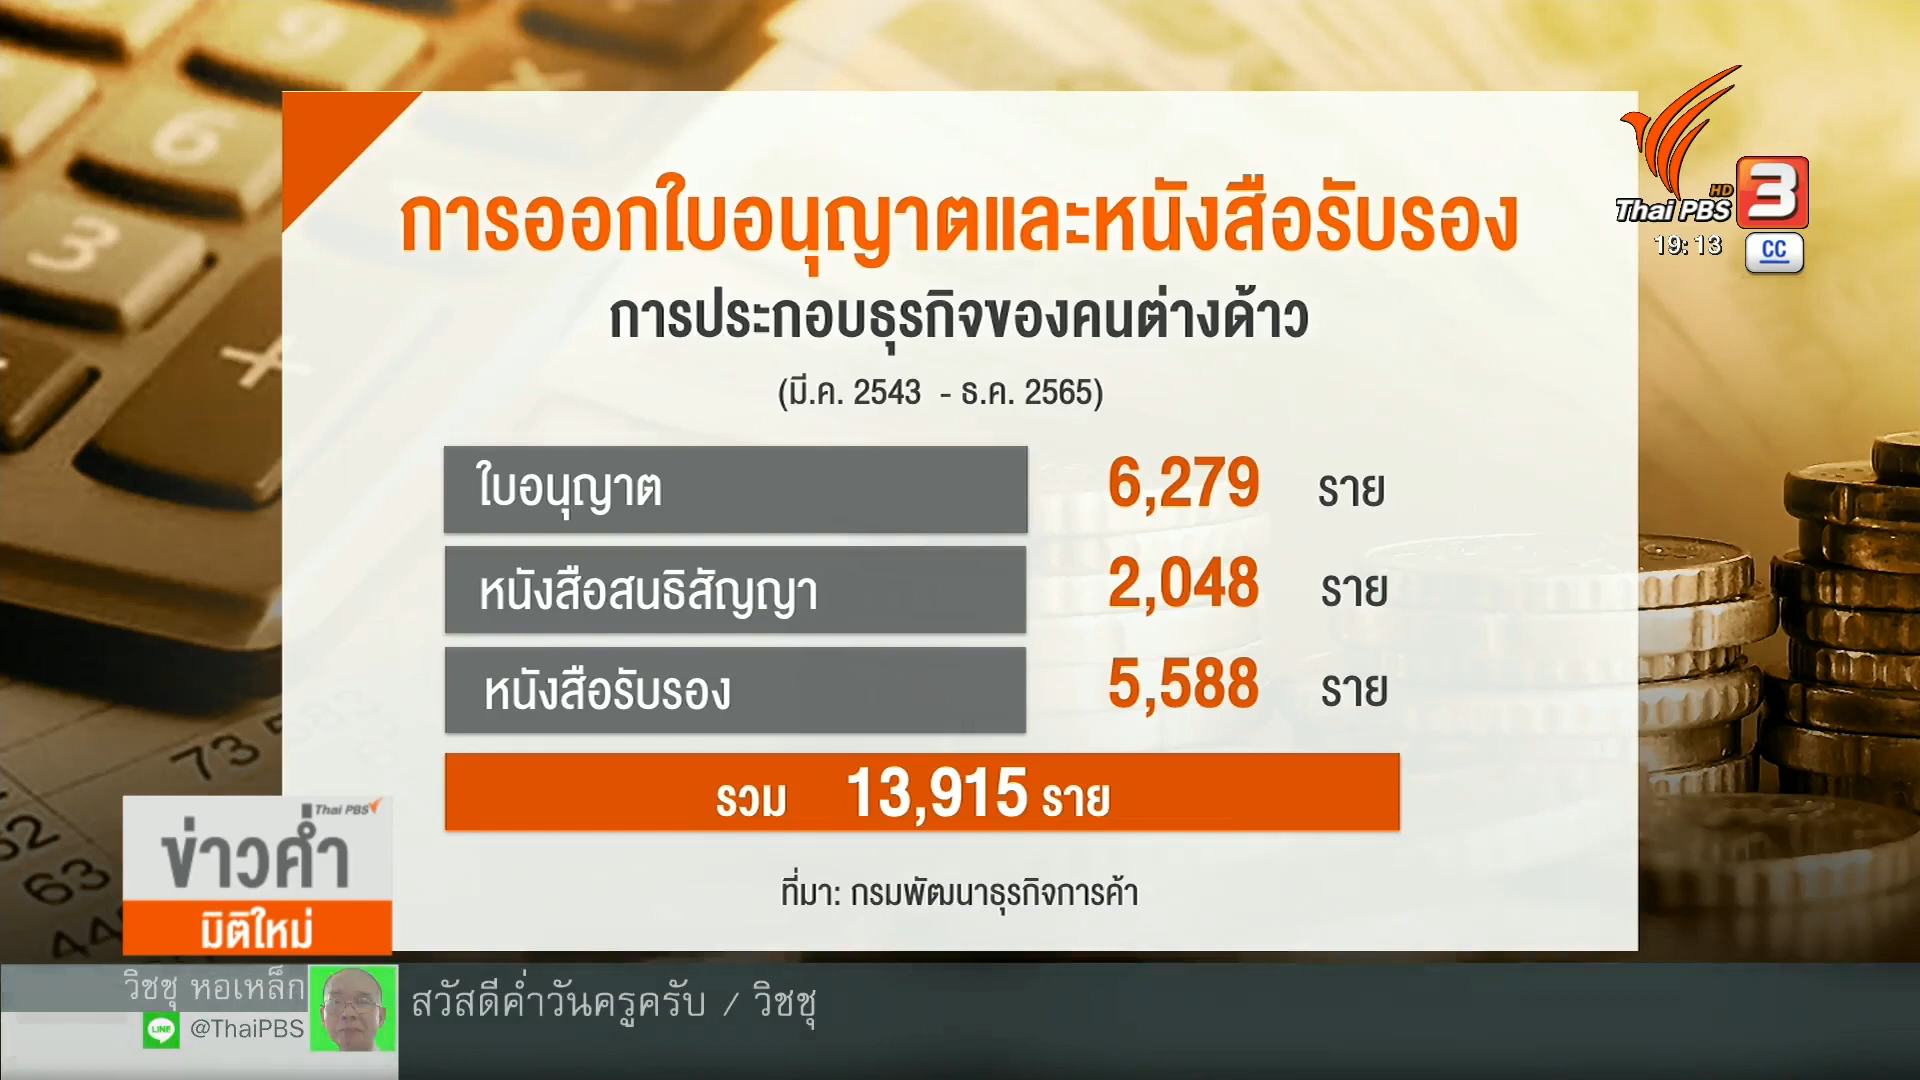 การออกใบอนุญาตและหนังสือรับรอง
การประกอบธุรกิจของคนต่างด้าว
(มี.ค. 2543 - ธ.ค. 2565)
ใบอนุญาต 6,279 ราย
หนังสือสนธิสัญญา 2,048 ราย
หนังสือรับรอง 5,588 ราย
รวม 13,915 ราย
ที่มา: กรมพัฒนาธุรกิจการค้า
HD
Thai PBS 3
19:13 CC
Thai PBS
ข่าวค่ำ
มิติใหม่
วิชชุ หอเหล็ก
LINE @ThaiPBS
สวัสดีค่ำวันครูครับ / วิชชุ
6
3
+
73
63